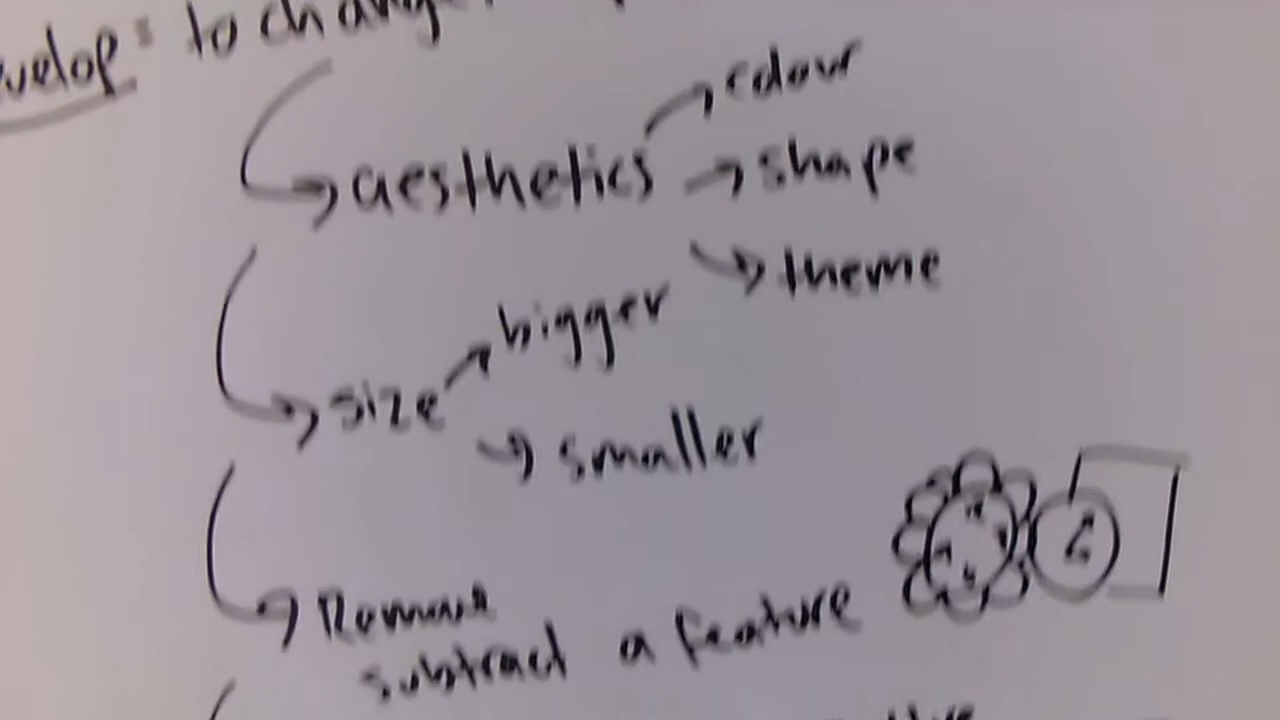 velop: to change
aesthetics
colour
shape
theme
size
bigger
smaller
Remove
subtract a feature